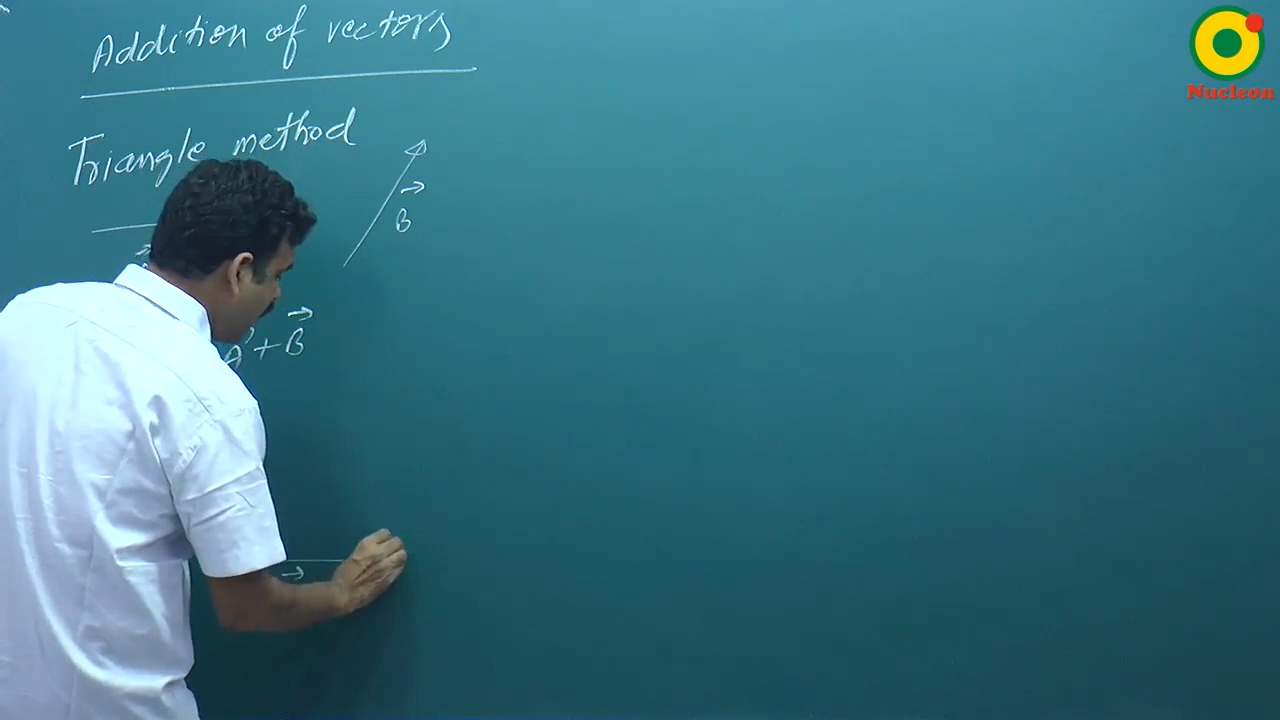 Addition of vectors
Triangle method
B
A + B
Nucleon